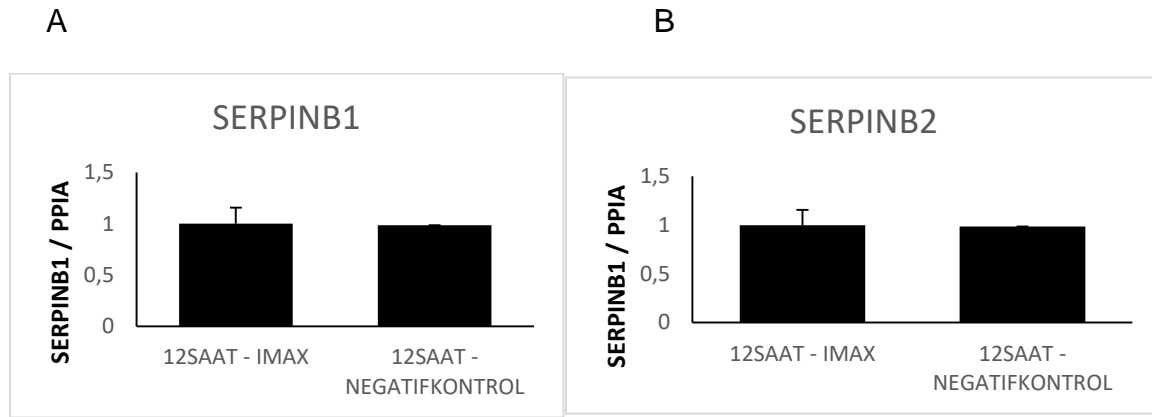 A
B
SERPINB1
SERPINB1 / PPIA
1,5
1
0,5
0
12SAAT - IMAX
12SAAT -
NEGATIFKONTROL
SERPINB2
SERPINB1 / PPIA
1,5
1
0,5
0
12SAAT - IMAX
12SAAT -
NEGATIFKONTROL